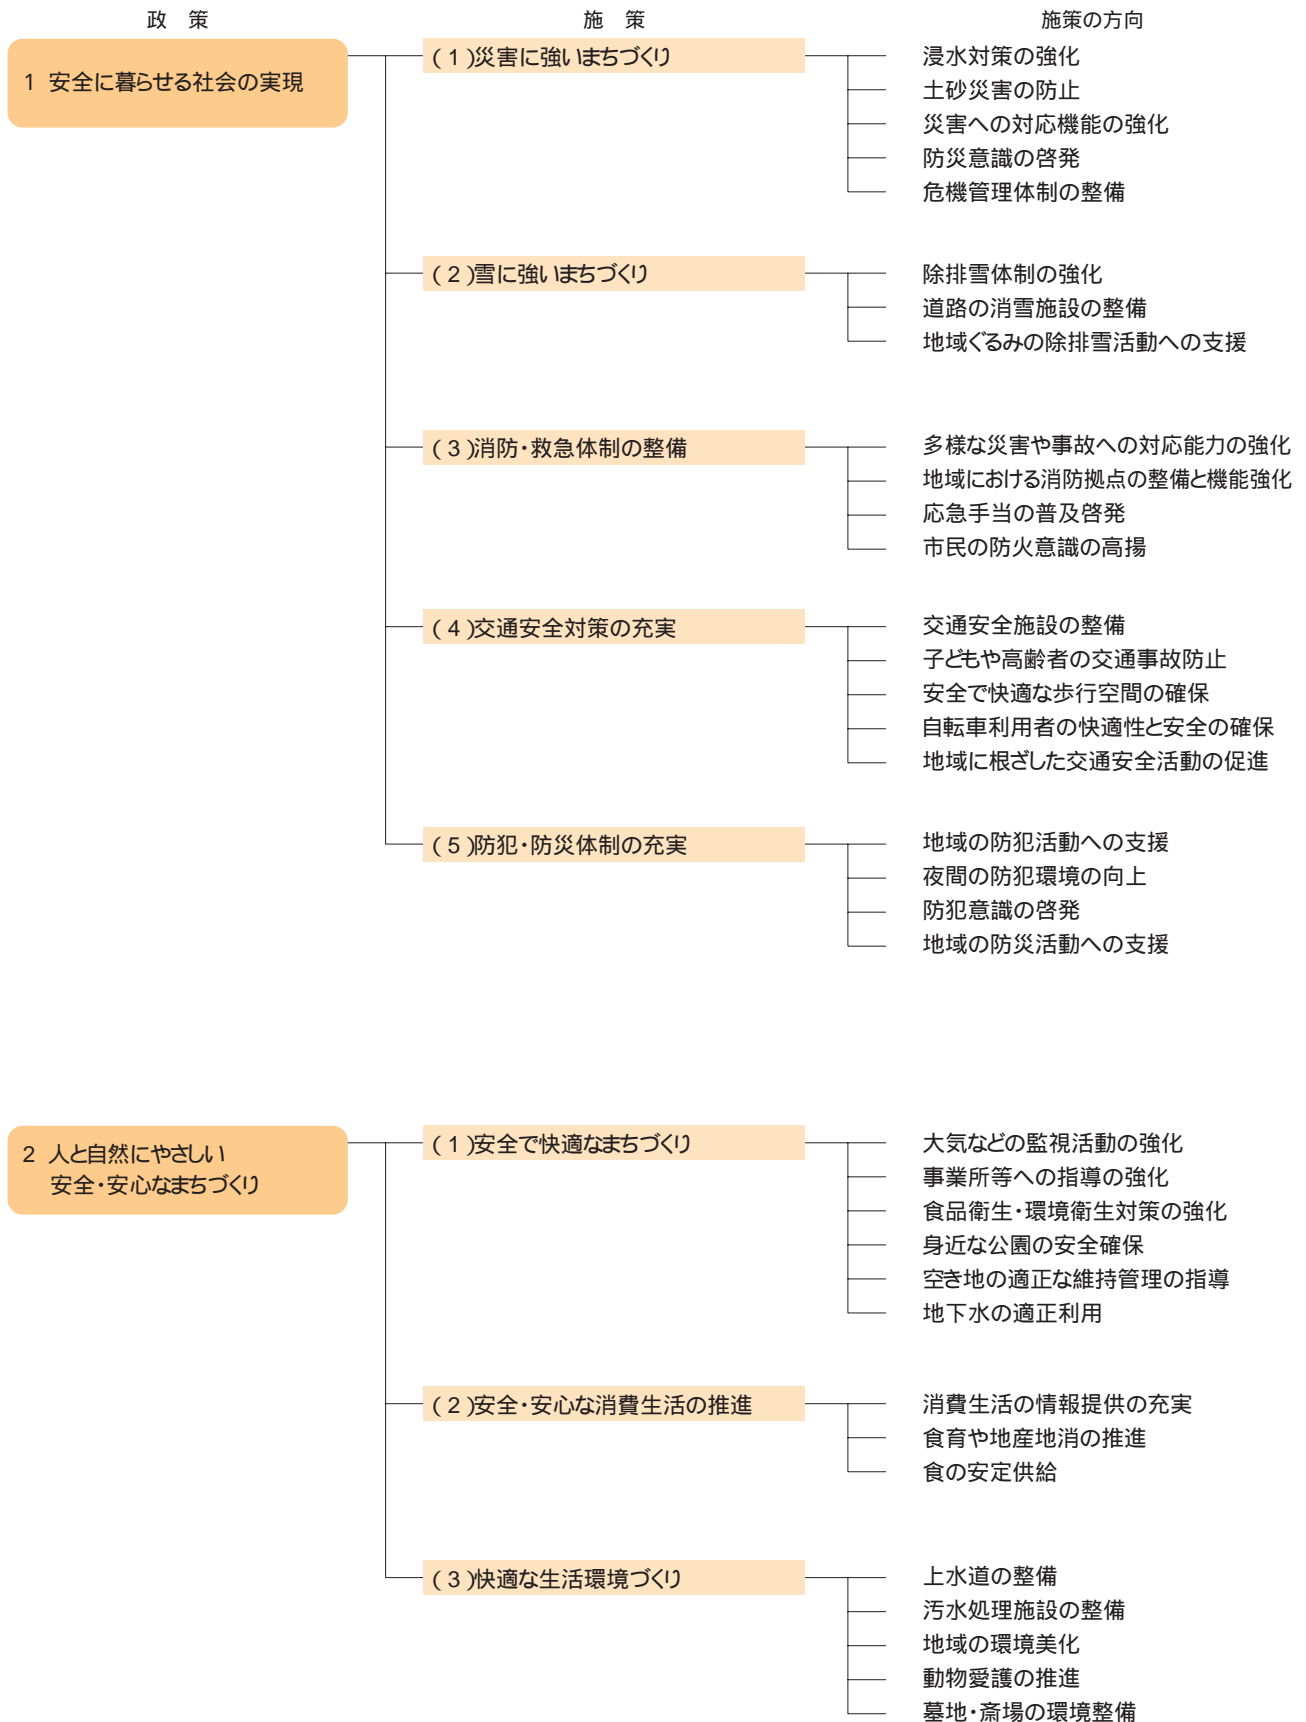 政　策　施　策　施策の方向
1 安全に暮らせる社会の実現
(1)災害に強いまちづくり
浸水対策の強化
土砂災害の防止
災害への対応機能の強化
防災意識の啓発
危機管理体制の整備
(2)雪に強いまちづくり
除排雪体制の強化
道路の消雪施設の整備
地域ぐるみの除排雪活動への支援
(3)消防・救急体制の整備
多様な災害や事故への対応能力の強化
地域における消防拠点の整備と機能強化
応急手当の普及啓発
市民の防火意識の高揚
(4)交通安全対策の充実
交通安全施設の整備
子どもや高齢者の交通事故防止
安全で快適な歩行空間の確保
自転車利用者の快適性と安全の確保
地域に根ざした交通安全活動の促進
(5)防犯・防災体制の充実
地域の防犯活動への支援
夜間の防犯環境の向上
防犯意識の啓発
地域の防災活動への支援
2 人と自然にやさしい
安全・安心なまちづくり
(1)安全で快適なまちづくり
大気などの監視活動の強化
事業所等への指導の強化
食品衛生・環境衛生対策の強化
身近な公園の安全確保
空き地の適正な維持管理の指導
地下水の適正利用
(2)安全・安心な消費生活の推進
消費生活の情報提供の充実
食育や地産地消の推進
食の安定供給
(3)快適な生活環境づくり
上水道の整備
汚水処理施設の整備
地域の環境美化
動物愛護の推進
墓地・斎場の環境整備